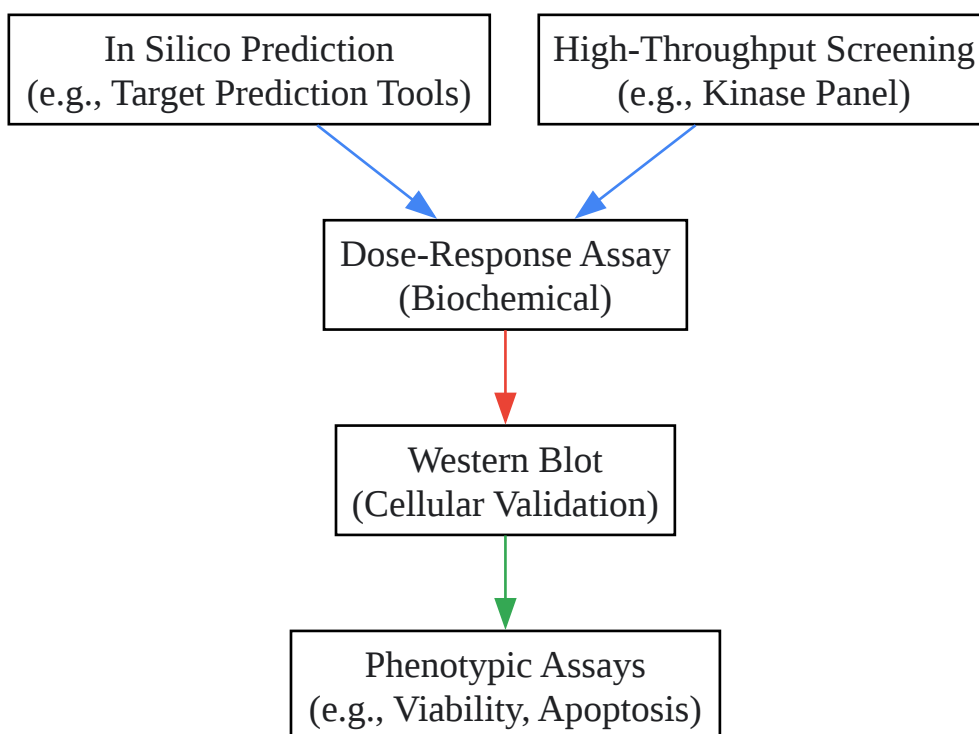 In Silico Prediction
(e.g., Target Prediction Tools)
High-Throughput Screening
(e.g., Kinase Panel)
Dose-Response Assay
(Biochemical)
Western Blot
(Cellular Validation)
Phenotypic Assays
(e.g., Viability, Apoptosis)